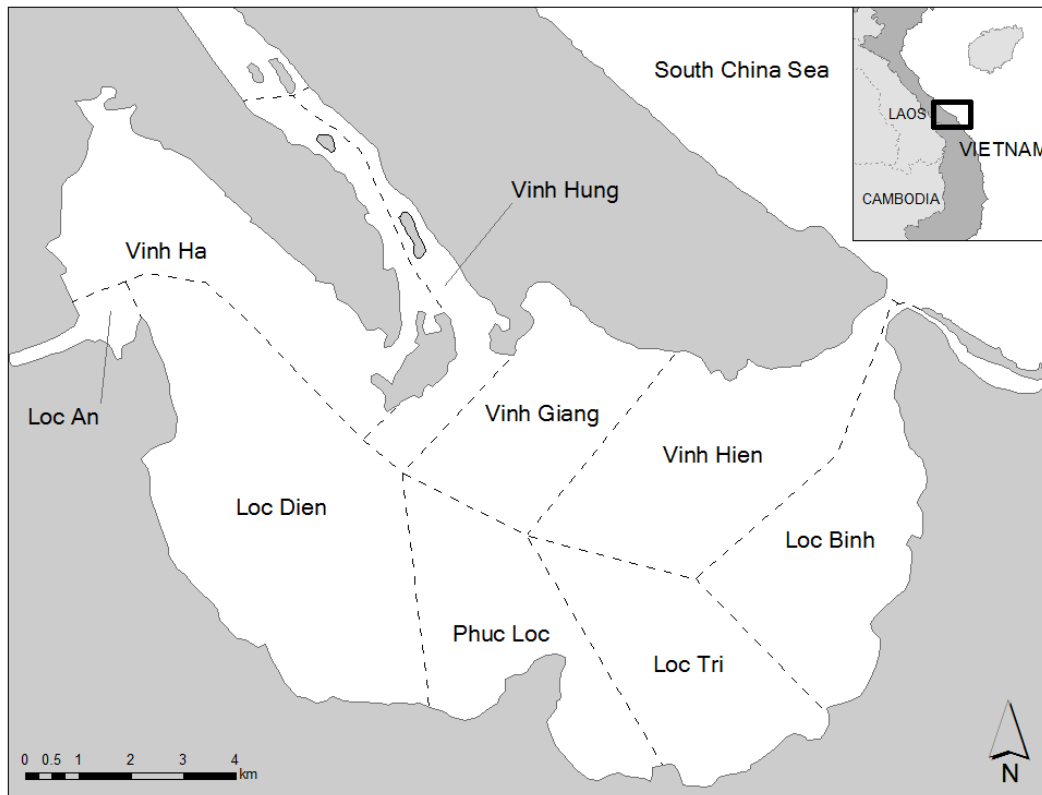 South China Sea
LAOS
VIETNAM
CAMBODIA
Vinh Hung
Vinh Ha
Loc An
Vinh Giang
Vinh Hien
Loc Dien
Loc Binh
Phuc Loc
Loc Tri
0 0.5 1 2 3 4
km
N